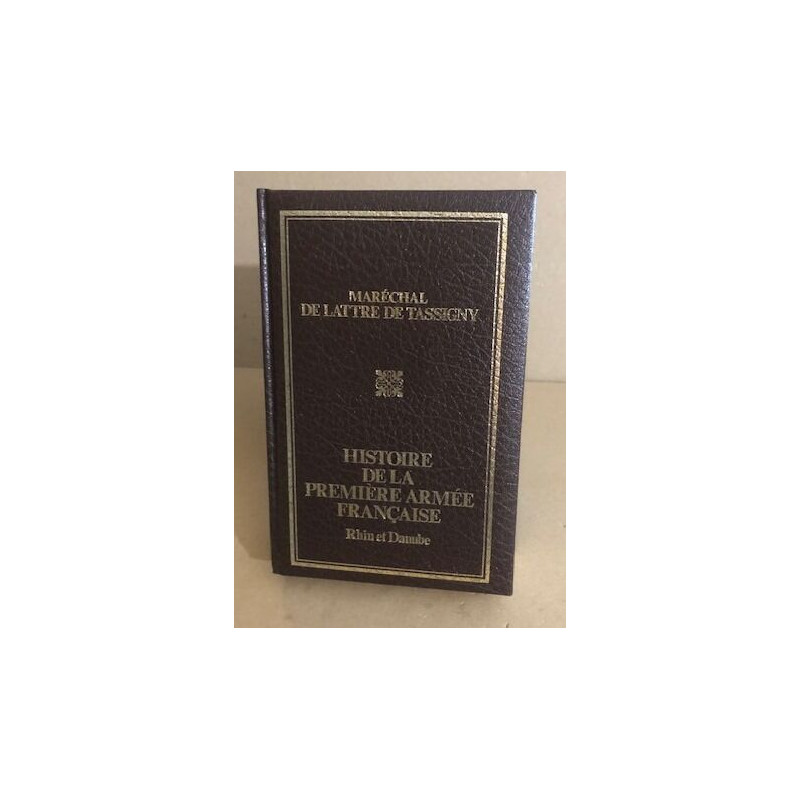 MARÉCHAL
DE LATTRE DE TASSIGNY
HISTOIRE
DE LA
PREMIÈRE ARMÉE
FRANÇAISE
Rhin et Danube